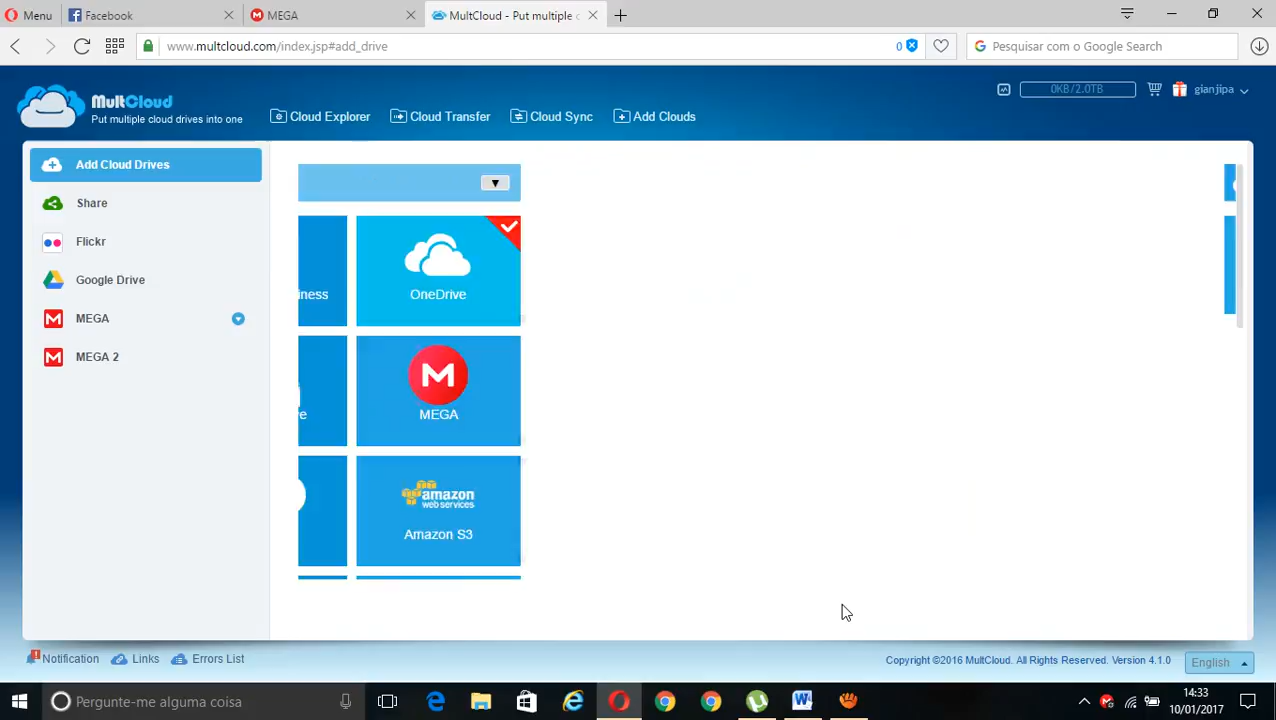 Menu
Facebook
MEGA
MultCloud - Put multiple c
www.multcloud.com/index.jsp#add_drive
0
Pesquisar com o Google Search
MultCloud
Put multiple cloud drives into one
Cloud Explorer
Cloud Transfer
Cloud Sync
Add Clouds
0KB/2.0TB
gianjipa
Add Cloud Drives
Share
Flickr
Google Drive
MEGA
MEGA 2
iness
OneDrive
e
MEGA
amazon
web services
Amazon S3
Notification
Links
Errors List
Copyright ©2016 MultCloud. All Rights Reserved. Version 4.1.0
English
Pergunte-me alguma coisa
14:33
10/01/2017